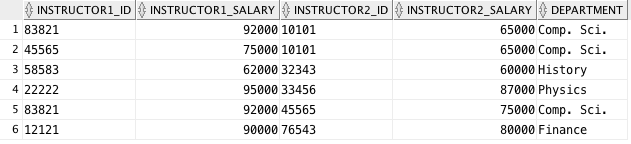 INSTRUCTOR1_ID INSTRUCTOR1_SALARY INSTRUCTOR2_ID INSTRUCTOR2_SALARY DEPARTMENT
1 83821 92000 10101 65000 Comp. Sci.
2 45565 75000 10101 65000 Comp. Sci.
3 58583 62000 32343 60000 History
4 22222 95000 33456 87000 Physics
5 83821 92000 45565 75000 Comp. Sci.
6 12121 90000 76543 80000 Finance